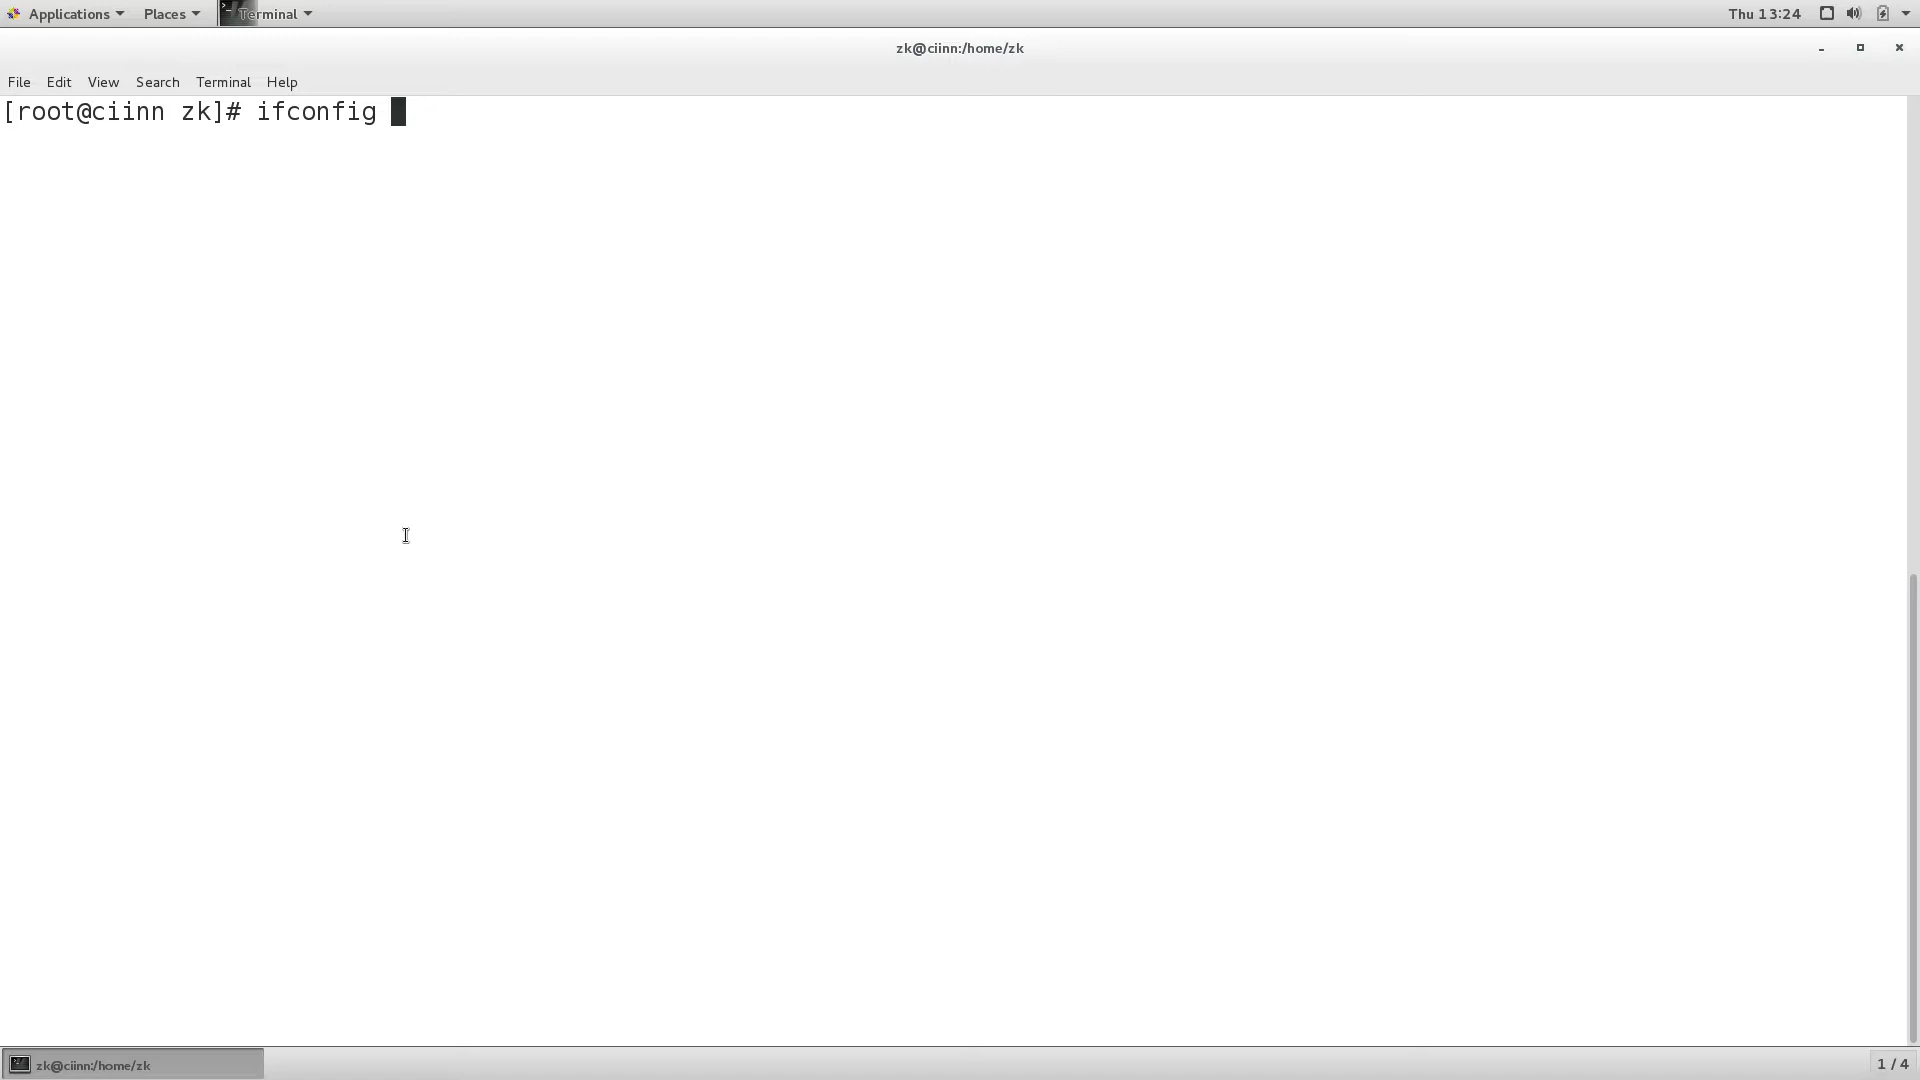 Applications Places Terminal Thu 13:24
zk@ciinn:/home/zk
File Edit View Search Terminal Help
[root@ciinn zk]# ifconfig
zk@ciinn:/home/zk 1 / 4